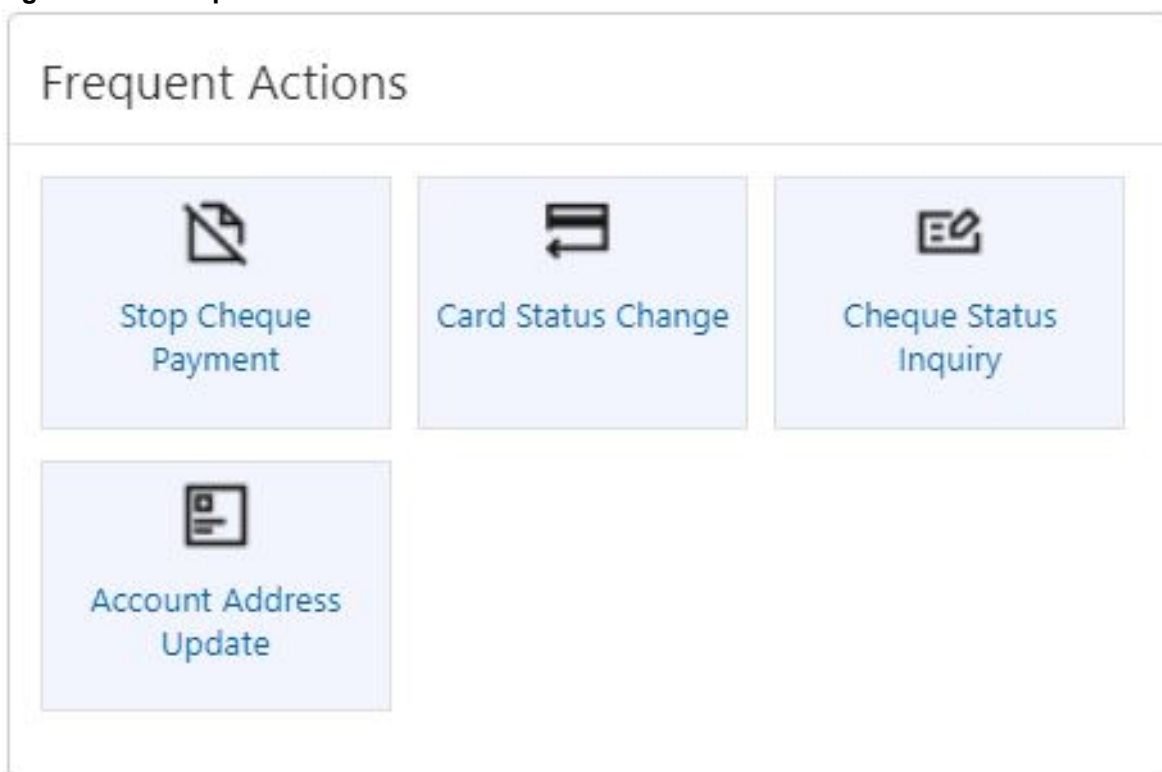 Frequent Actions
Stop Cheque
Payment
Card Status Change
Cheque Status
Inquiry
Account Address
Update